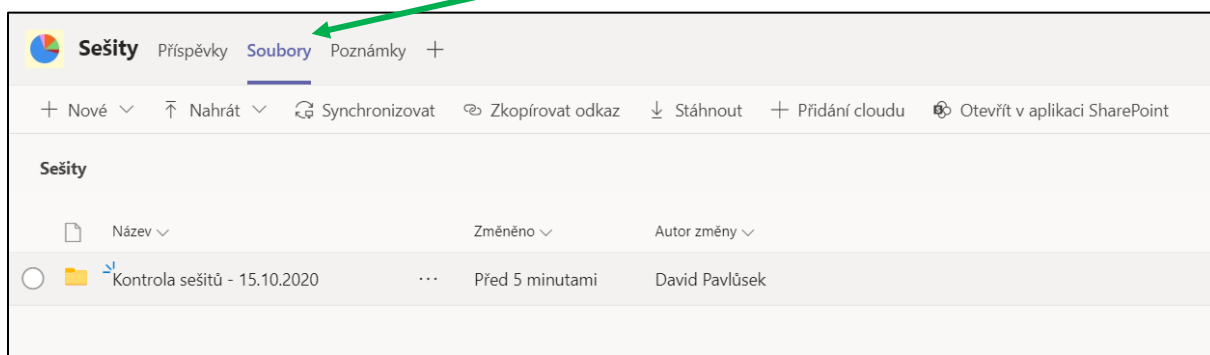 Sešity Příspěvky Soubory Poznámky +
+ Nové Nahrát Synchronizovat Zkopírovat odkaz Stáhnout + Přidání cloudu Otevřít v aplikaci SharePoint
Sešity
Název Změněno Autor změny
Kontrola sešitů - 15.10.2020 ... Před 5 minutami David Pavlůsek